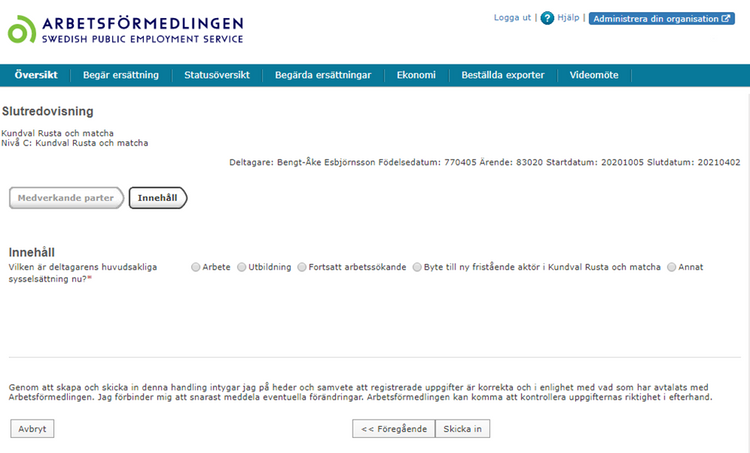 ARBETSFÖRMEDLINGEN
SWEDISH PUBLIC EMPLOYMENT SERVICE
Logga ut | ? Hjälp | Administrera din organisation
Översikt Begär ersättning Statusöversikt Begärda ersättningar Ekonomi Beställda exporter Videomöte
Slutredovisning
Kundval Rusta och matcha
Nivå C: Kundval Rusta och matcha
Deltagare: Bengt-Åke Esbjörnsson Födelsedatum: 770405 Ärende: 83020 Startdatum: 20201005 Slutdatum: 20210402
Medverkande parter Innehåll
Innehåll
Vilken är deltagarens huvudsakliga Arbete Utbildning Fortsatt arbetssökande Byte till ny fristående aktör i Kundval Rusta och matcha Annat
sysselsättning nu?*
Genom att skapa och skicka in denna handling intygar jag på heder och samvete att registrerade uppgifter är korrekta och i enlighet med vad som har avtalats med
Arbetsförmedlingen. Jag förbinder mig att snarast meddela eventuella förändringar. Arbetsförmedlingen kan komma att kontrollera uppgifternas riktighet i efterhand.
Avbryt << Föregående Skicka in